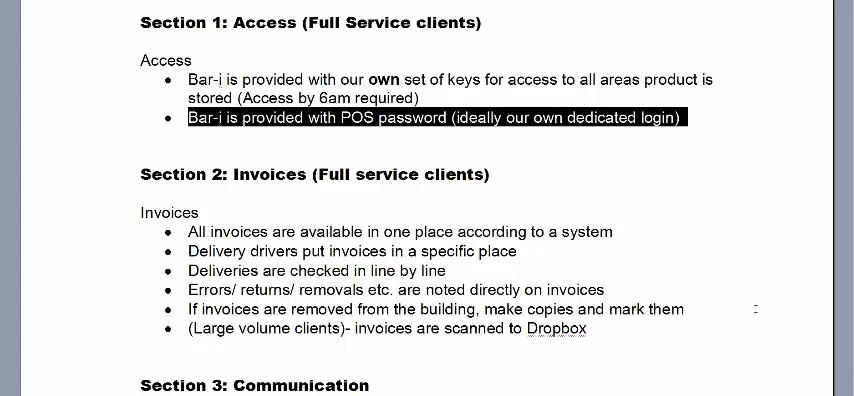 Section 1: Access (Full Service clients)
Access
• Bar-i is provided with our own set of keys for access to all areas product is
stored (Access by 6am required)
• Bar-i is provided with POS password (ideally our own dedicated login)
Section 2: Invoices (Full service clients)
Invoices
• All invoices are available in one place according to a system
• Delivery drivers put invoices in a specific place
• Deliveries are checked in line by line
• Errors/ returns/ removals etc. are noted directly on invoices
• If invoices are removed from the building, make copies and mark them
• (Large volume clients)- invoices are scanned to Dropbox
Section 3: Communication